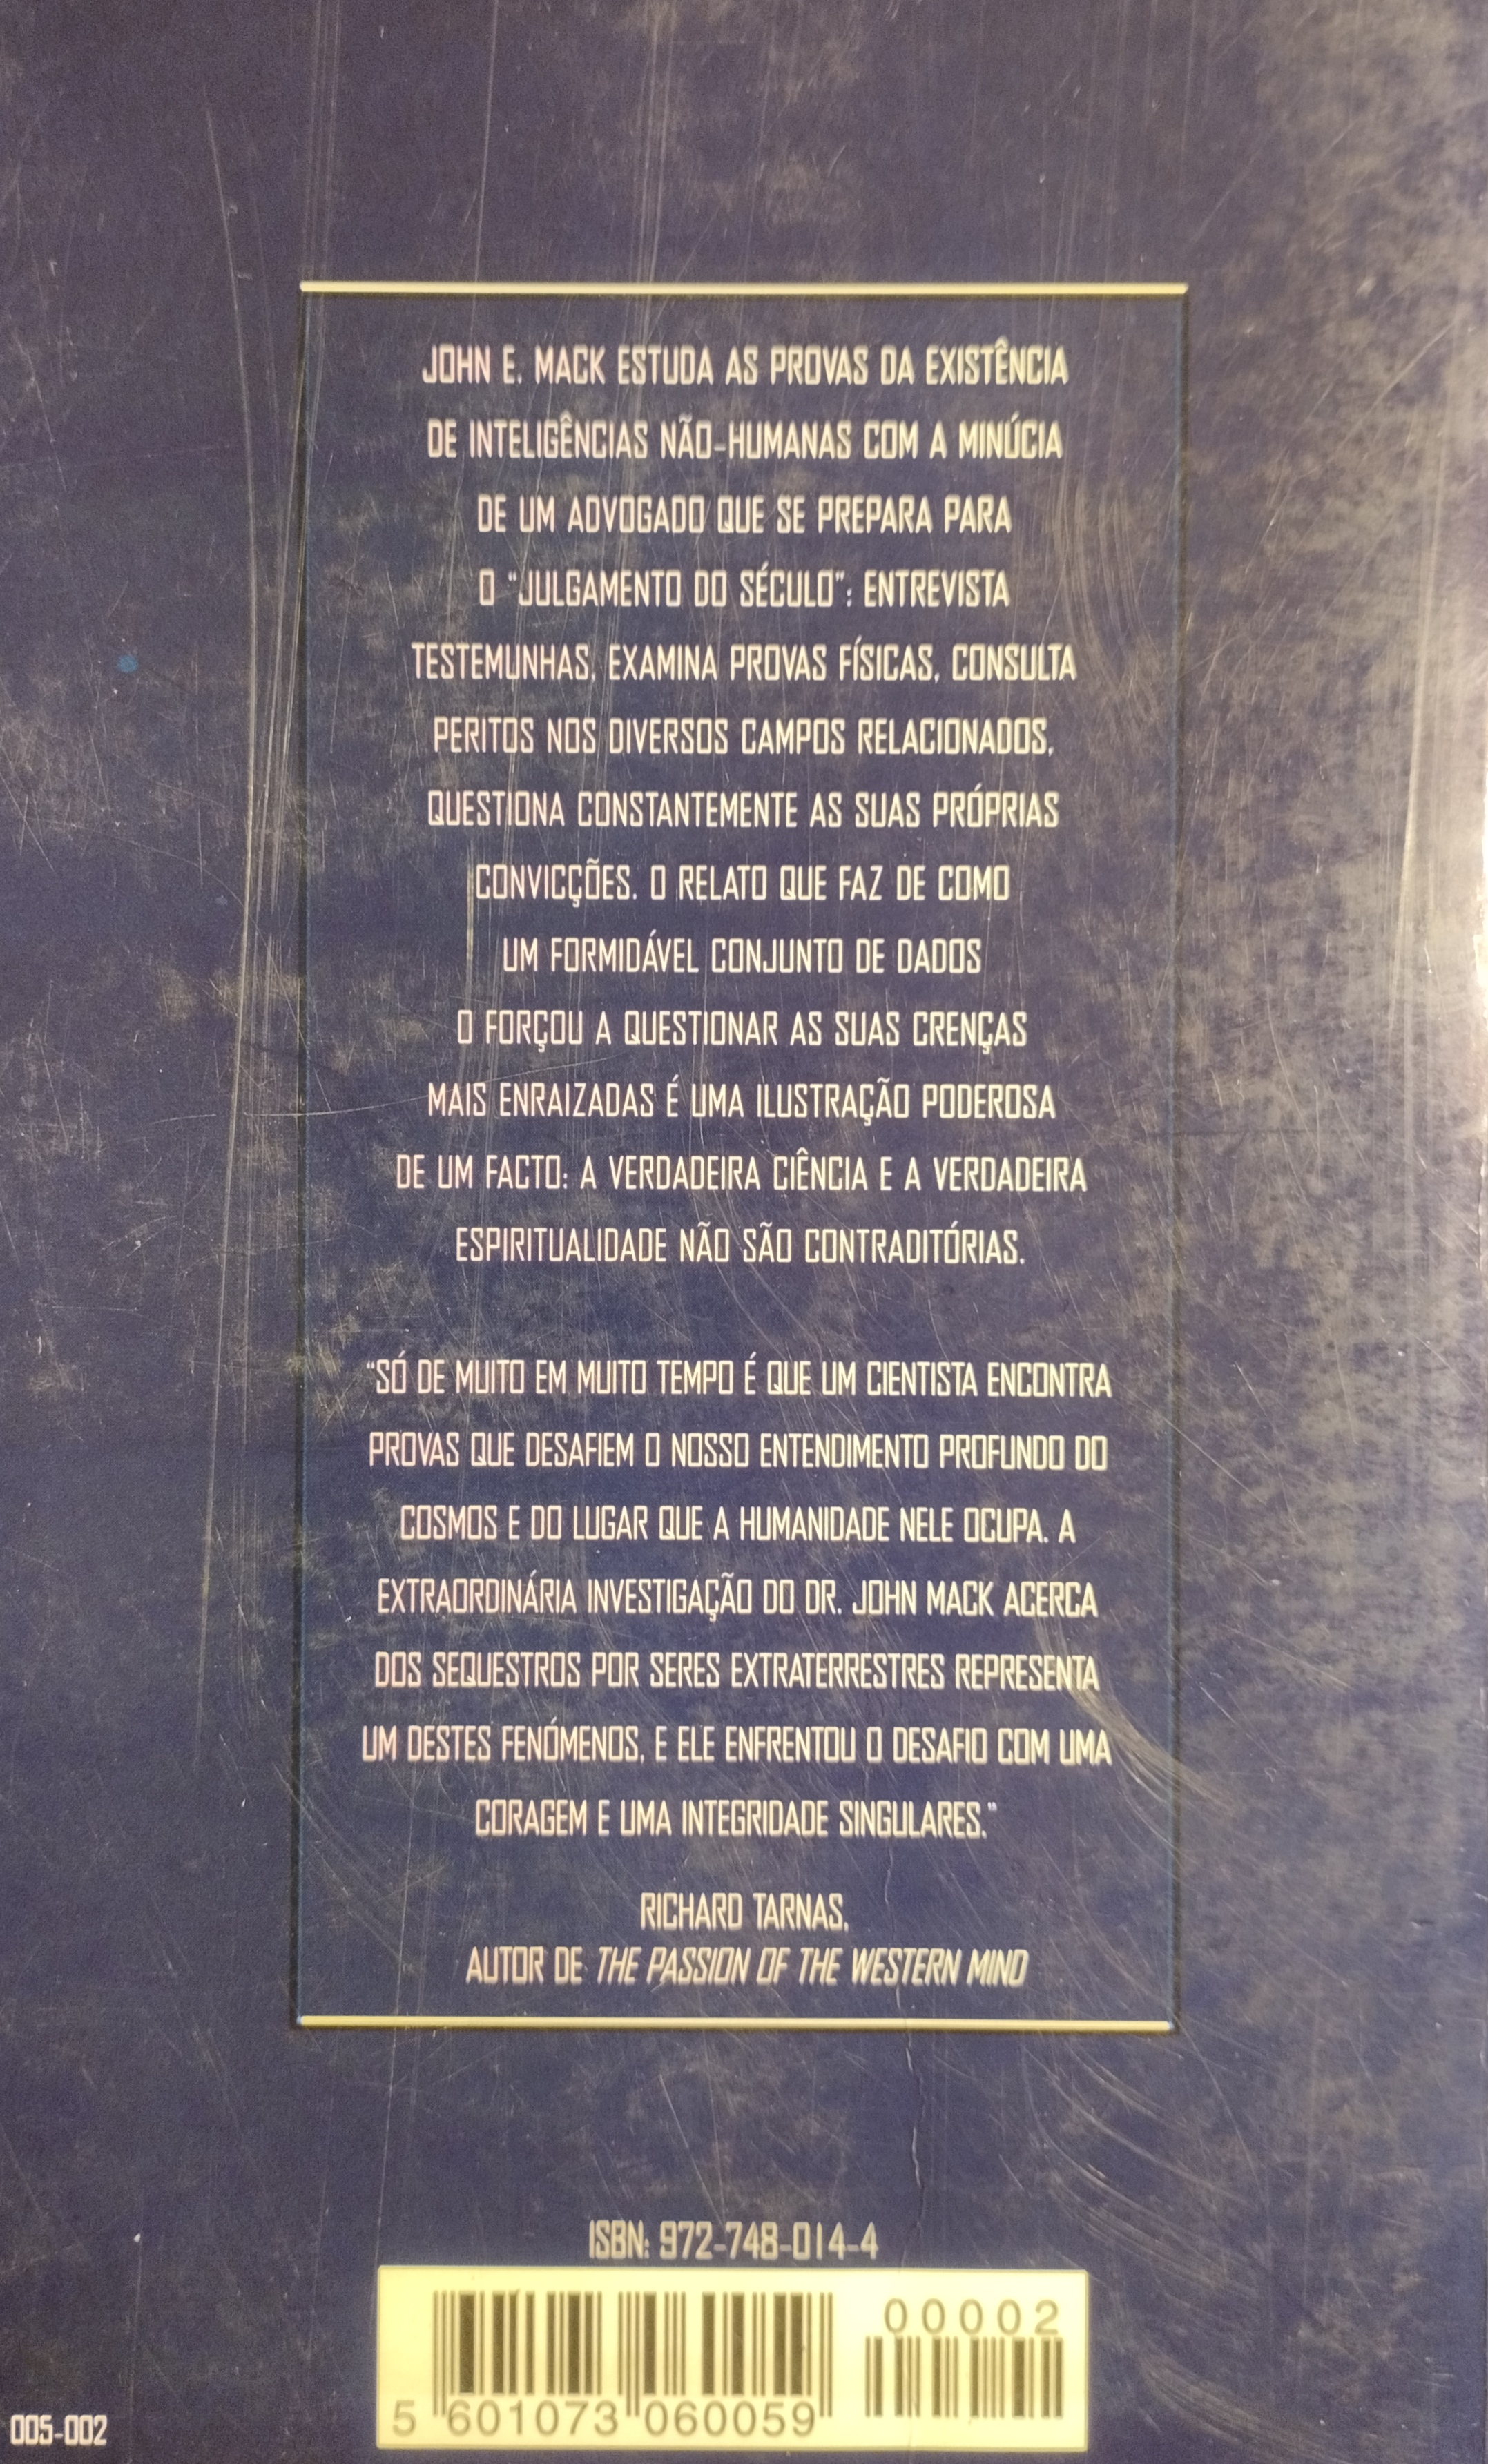 JOHN E. MACK ESTUDA AS PROVAS DA EXISTÊNCIA
DE INTELIGÊNCIAS NÃO-HUMANAS COM A MINÚCIA
DE UM ADVOGADO QUE SE PREPARA PARA
O "JULGAMENTO DO SÉCULO": ENTREVISTA
TESTEMUNHAS, EXAMINA PROVAS FÍSICAS, CONSULTA
PERITOS NOS DIVERSOS CAMPOS RELACIONADOS,
QUESTIONA CONSTANTEMENTE AS SUAS PRÓPRIAS
CONVICÇÕES. O RELATO QUE FAZ DE COMO
UM FORMIDÁVEL CONJUNTO DE DADOS
O FORÇOU A QUESTIONAR AS SUAS CRENÇAS
MAIS ENRAIZADAS É UMA ILUSTRAÇÃO PODEROSA
DE UM FACTO: A VERDADEIRA CIÊNCIA E A VERDADEIRA
ESPIRITUALIDADE NÃO SÃO CONTRADITÓRIAS.
"SÓ DE MUITO EM MUITO TEMPO É QUE UM CIENTISTA ENCONTRA
PROVAS QUE DESAFIEM O NOSSO ENTENDIMENTO PROFUNDO DO
COSMOS E DO LUGAR QUE A HUMANIDADE NELE OCUPA. A
EXTRAORDINÁRIA INVESTIGAÇÃO DO DR. JOHN MACK ACERCA
DOS SEQUESTROS POR SERES EXTRATERRESTRES REPRESENTA
UM DESTES FENÓMENOS, E ELE ENFRENTOU O DESAFIO COM UMA
CORAGEM E UMA INTEGRIDADE SINGULARES."
RICHARD TARNAS,
AUTOR DE THE PASSION OF THE WESTERN MIND
ISBN: 972-748-014-4
00002
5 601073 060059
005-002